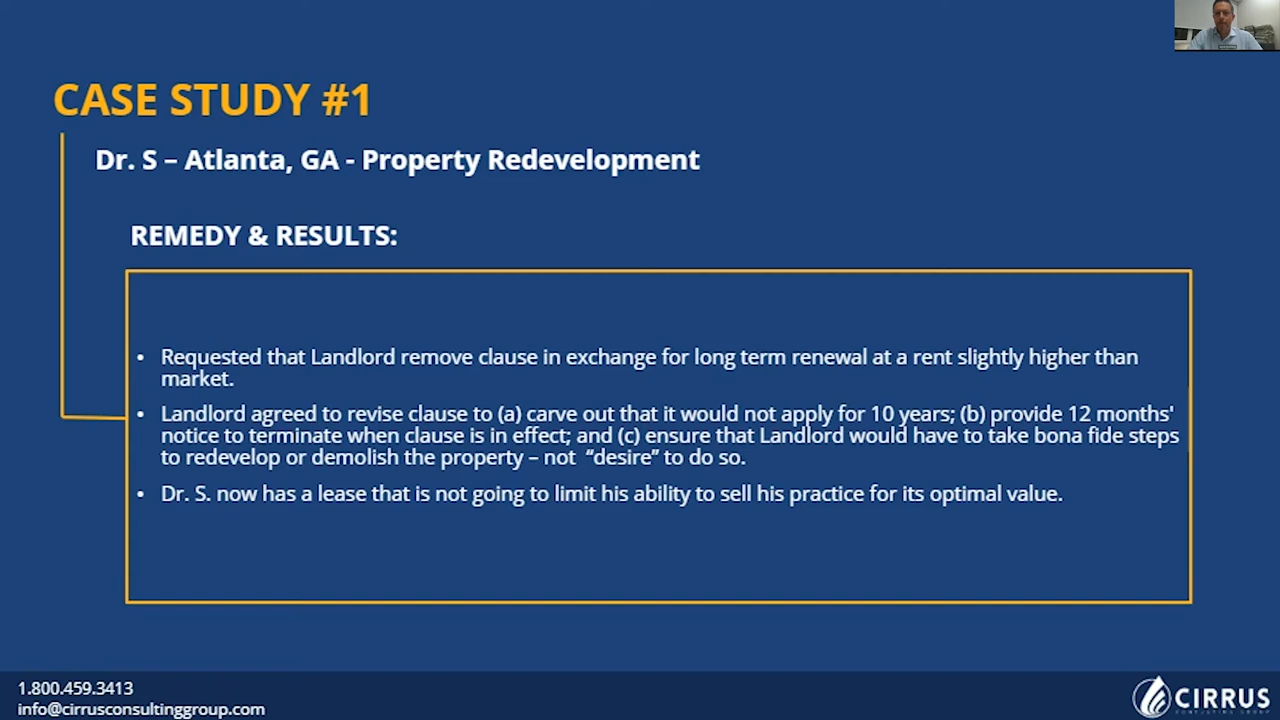 CASE STUDY #1
Dr. S – Atlanta, GA - Property Redevelopment
REMEDY & RESULTS:
• Requested that Landlord remove clause in exchange for long term renewal at a rent slightly higher than
market.
• Landlord agreed to revise clause to (a) carve out that it would not apply for 10 years; (b) provide 12 months'
notice to terminate when clause is in effect; and (c) ensure that Landlord would have to take bona fide steps
to redevelop or demolish the property – not “desire” to do so.
• Dr. S. now has a lease that is not going to limit his ability to sell his practice for its optimal value.
1.800.459.3413
info@cirrusconsultinggroup.com
CIRRUS
CONSULTING GROUP